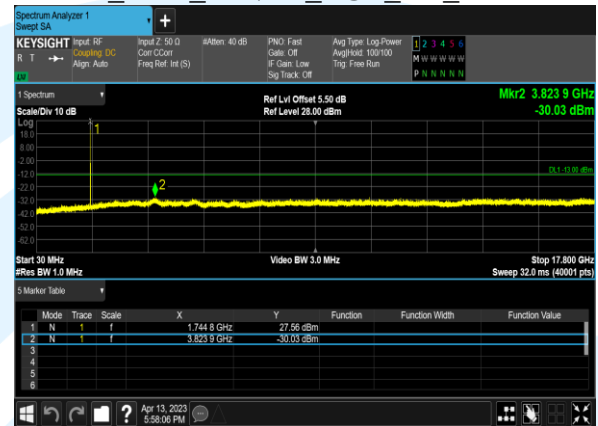 Spectrum Analyzer 1
Swept SA
KEYSIGHT Input: RF Input Z: 50 Ω #Atten: 40 dB PNO: Fast Avg Type: Log-Power 1 2 3 4 5 6
R T Coupling: DC Corr CCorr Gate: Off Avg|Hold: 100/100 M W W W W W
Align: Auto Freq Ref: Int (S) IF Gain: Low Trig: Free Run
Sig Track: Off P N N N N N
1 Spectrum Ref Lvl Offset 5.50 dB Mkr2 3.823 9 GHz
Scale/Div 10 dB Ref Level 28.00 dBm -30.03 dBm
Log
18.0
1
8.00
-2.00
-12.0 DL1 -13.00 dBm
-22.0 2
-32.0
-42.0
-52.0
-62.0
Start 30 MHz Video BW 3.0 MHz Stop 17.800 GHz
#Res BW 1.0 MHz Sweep 32.0 ms (40001 pts)
5 Marker Table
Mode Trace Scale X Y Function Function Width Function Value
1 N 1 f 1.744 8 GHz 27.56 dBm
2 N 1 f 3.823 9 GHz -30.03 dBm
3
4
5
6
? Apr 13, 2023
5:58:06 PM